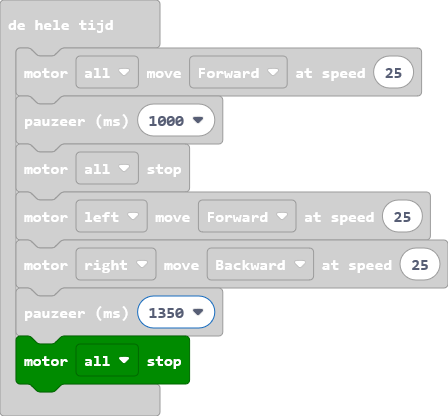 de hele tijd
motor all move Forward at speed 25
pauzeer (ms) 1000
motor all stop
motor left move Forward at speed 25
motor right move Backward at speed 25
pauzeer (ms) 1350
motor all stop